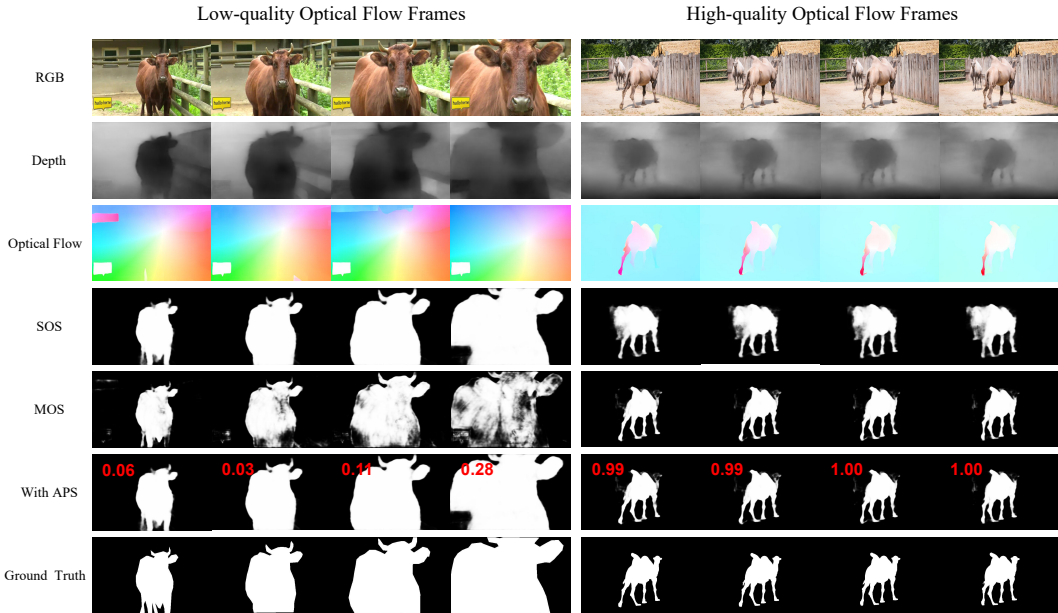 Low-quality Optical Flow Frames
High-quality Optical Flow Frames
RGB
Depth
Optical Flow
SOS
MOS
With APS
0.06
0.03
0.11
0.28
0.99
0.99
1.00
1.00
Ground Truth